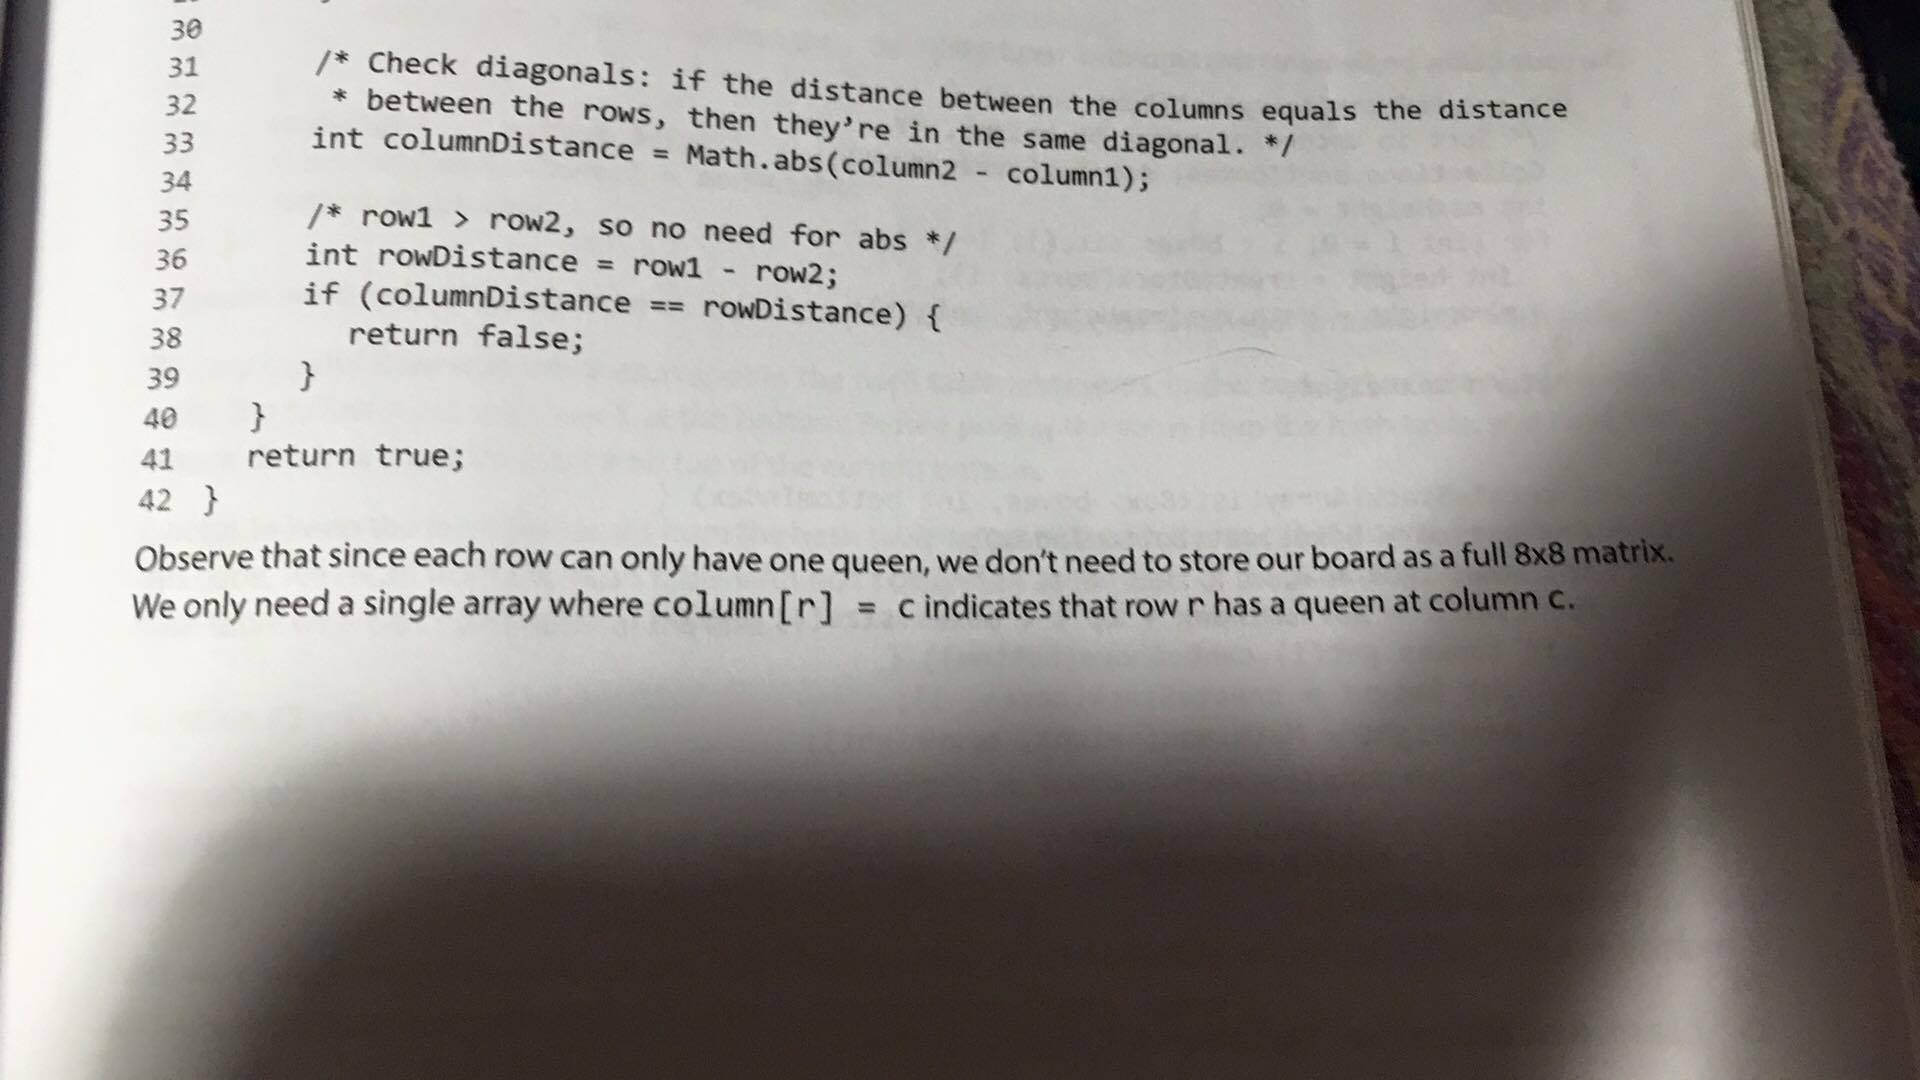 30
31 /* Check diagonals: if the distance between the columns equals the distance
32 * between the rows, then they’re in the same diagonal. */
33 int columnDistance = Math.abs(column2 - column1);
34
35 /* row1 > row2, so no need for abs */
36 int rowDistance = row1 - row2;
37 if (columnDistance == rowDistance) {
38 return false;
39 }
40 }
41 return true;
42 }
Observe that since each row can only have one queen, we don’t need to store our board as a full 8x8 matrix.
We only need a single array where column[r] = c indicates that row r has a queen at column c.